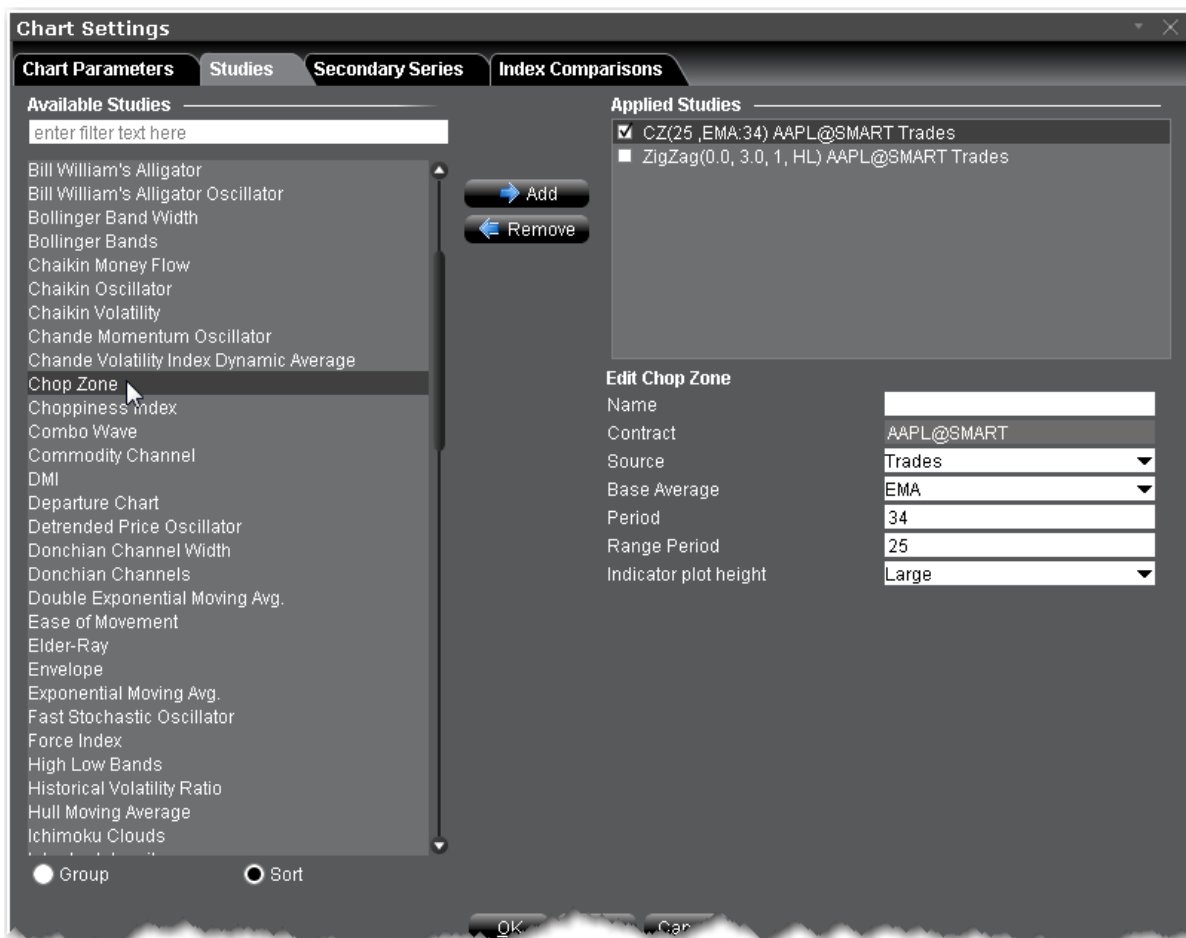 Chart Settings
Chart Parameters
Studies
Secondary Series
Index Comparisons
Available Studies
enter filter text here
Bill William's Alligator
Bill William's Alligator Oscillator
Bollinger Band Width
Bollinger Bands
Chaikin Money Flow
Chaikin Oscillator
Chaikin Volatility
Chande Momentum Oscillator
Chande Volatility Index Dynamic Average
Chop Zone
Choppiness Index
Combo Wave
Commodity Channel
DMI
Departure Chart
Detrended Price Oscillator
Donchian Channel Width
Donchian Channels
Double Exponential Moving Avg.
Ease of Movement
Elder-Ray
Envelope
Exponential Moving Avg.
Fast Stochastic Oscillator
Force Index
High Low Bands
Historical Volatility Ratio
Hull Moving Average
Ichimoku Clouds
Group
Sort
Add
Remove
Applied Studies
CZ(25 ,EMA:34) AAPL@SMART Trades
ZigZag(0.0, 3.0, 1, HL) AAPL@SMART Trades
Edit Chop Zone
Name
Contract AAPL@SMART
Source Trades
Base Average EMA
Period 34
Range Period 25
Indicator plot height Large
OK